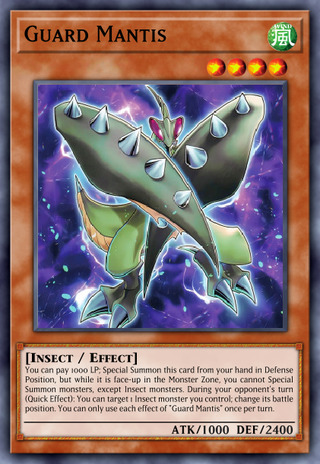 Guard Mantis
WIND
風
[Insect / Effect]
You can pay 1000 LP; Special Summon this card from your hand in Defense
Position, but while it is face-up in the Monster Zone, you cannot Special
Summon monsters, except Insect monsters. During your opponent's turn
(Quick Effect): You can target 1 Insect monster you control; change its
battle position. You can only use each effect of "Guard Mantis" once per turn.
ATK/1000 DEF/2400